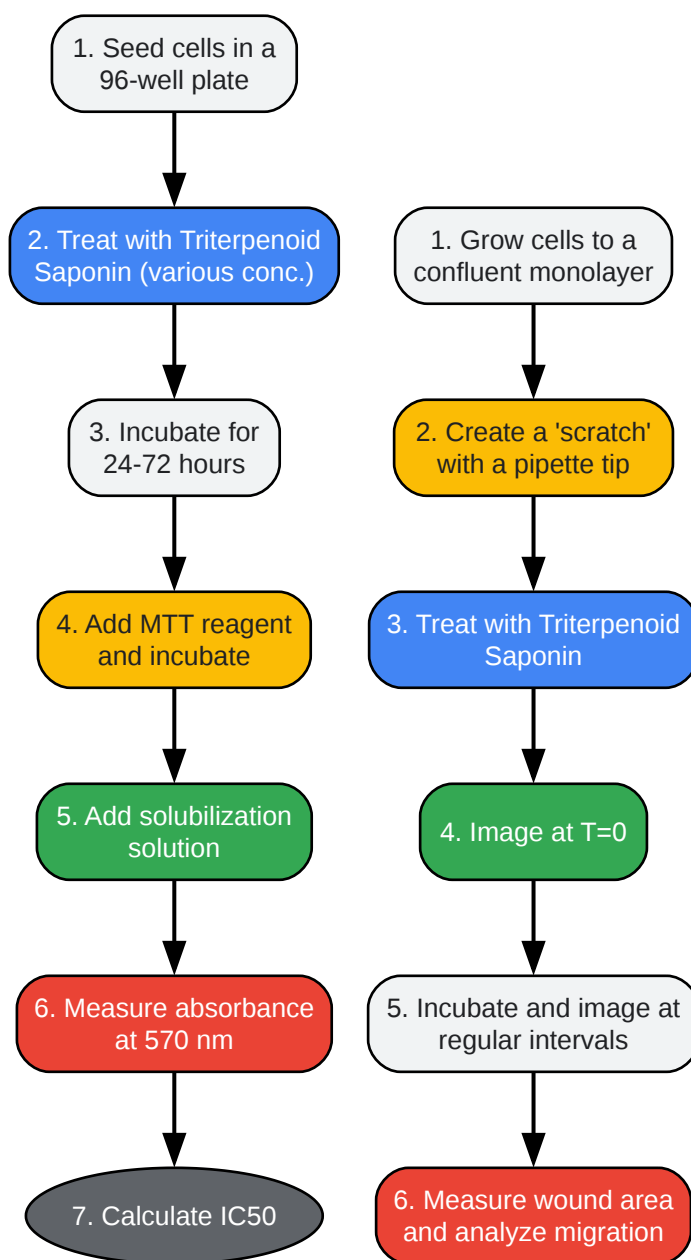 1. Seed cells in a
96-well plate
2. Treat with Triterpenoid
Saponin (various conc.)
3. Incubate for
24-72 hours
4. Add MTT reagent
and incubate
5. Add solubilization
solution
6. Measure absorbance
at 570 nm
7. Calculate IC50
1. Grow cells to a
confluent monolayer
2. Create a 'scratch'
with a pipette tip
3. Treat with Triterpenoid
Saponin
4. Image at T=0
5. Incubate and image at
regular intervals
6. Measure wound area
and analyze migration